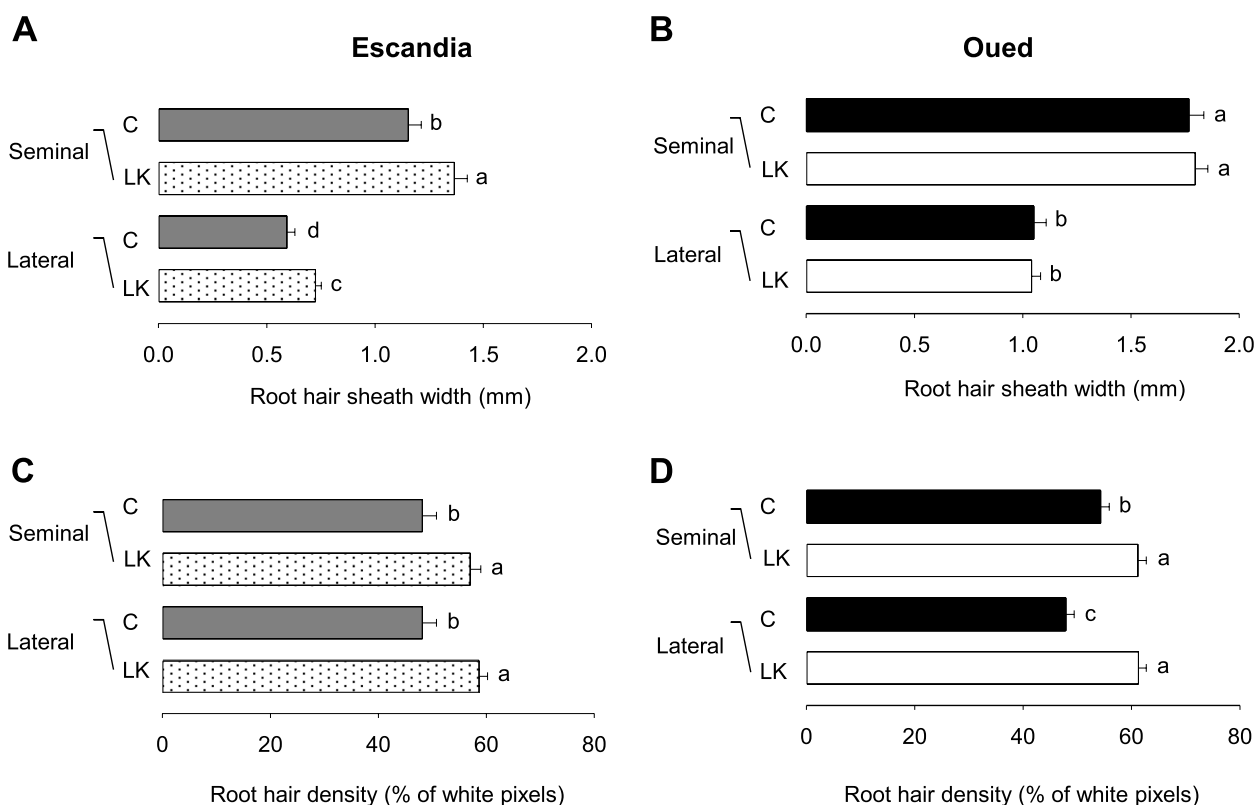 A
Escandia
Seminal
C
b
LK
a
Lateral
C
d
LK
c
0.0 0.5 1.0 1.5 2.0
Root hair sheath width (mm)
B
Oued
Seminal
C
a
LK
a
Lateral
C
b
LK
b
0.0 0.5 1.0 1.5 2.0
Root hair sheath width (mm)
C
Seminal
C
b
LK
a
Lateral
C
b
LK
a
0 20 40 60 80
Root hair density (% of white pixels)
D
Seminal
C
b
LK
a
Lateral
C
c
LK
a
0 20 40 60 80
Root hair density (% of white pixels)